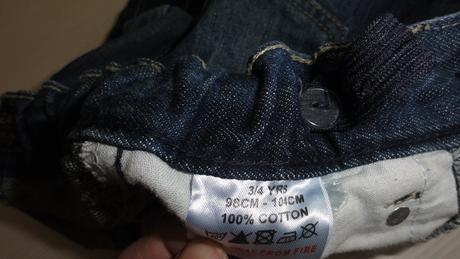 3/4 YRS
98CM - 104CM
100% COTTON
FROM FIRE